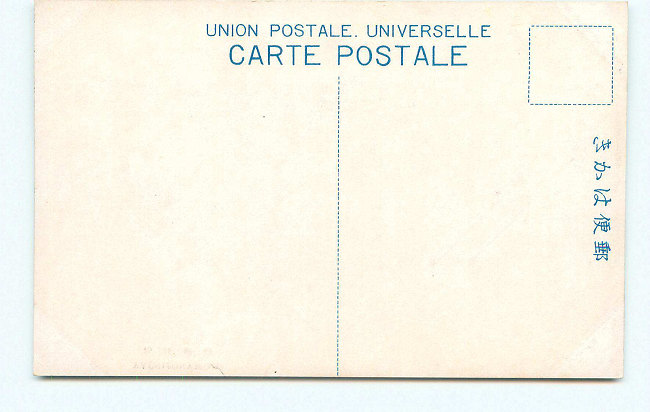 UNION POSTALE. UNIVERSELLE
CARTE POSTALE
きかは便郵